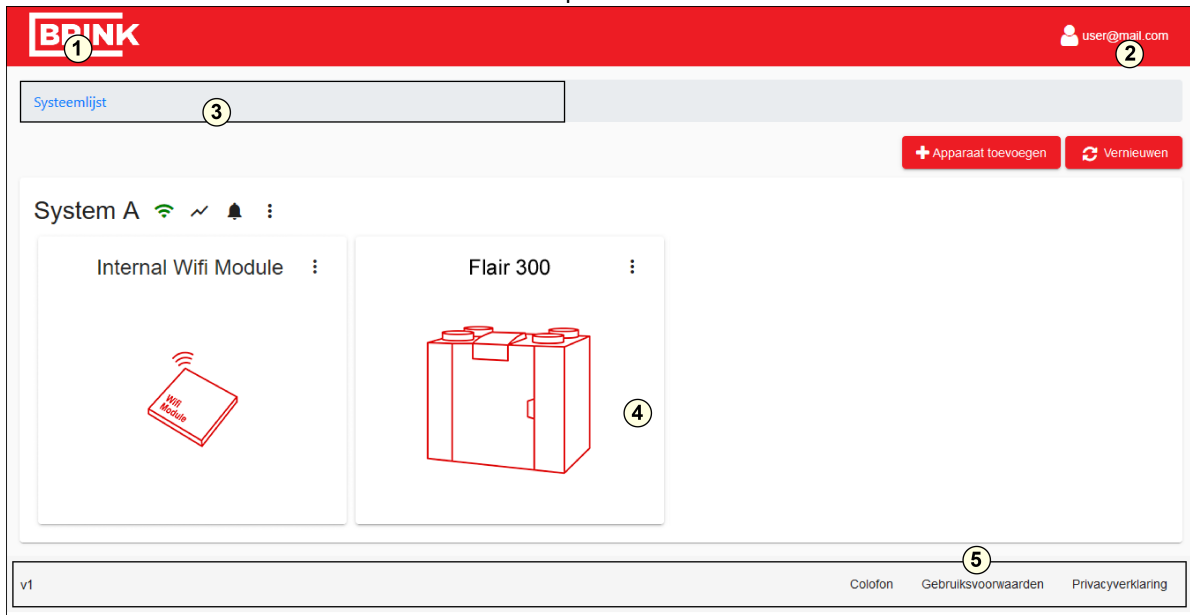 BRINK
1
user@mail.com
2
Systeemlijst
3
Apparaat toevoegen
Vernieuwen
System A
Internal Wifi Module
Flair 300
Wifi
Module
4
5
v1
Colofon Gebruiksvoorwaarden Privacyverklaring